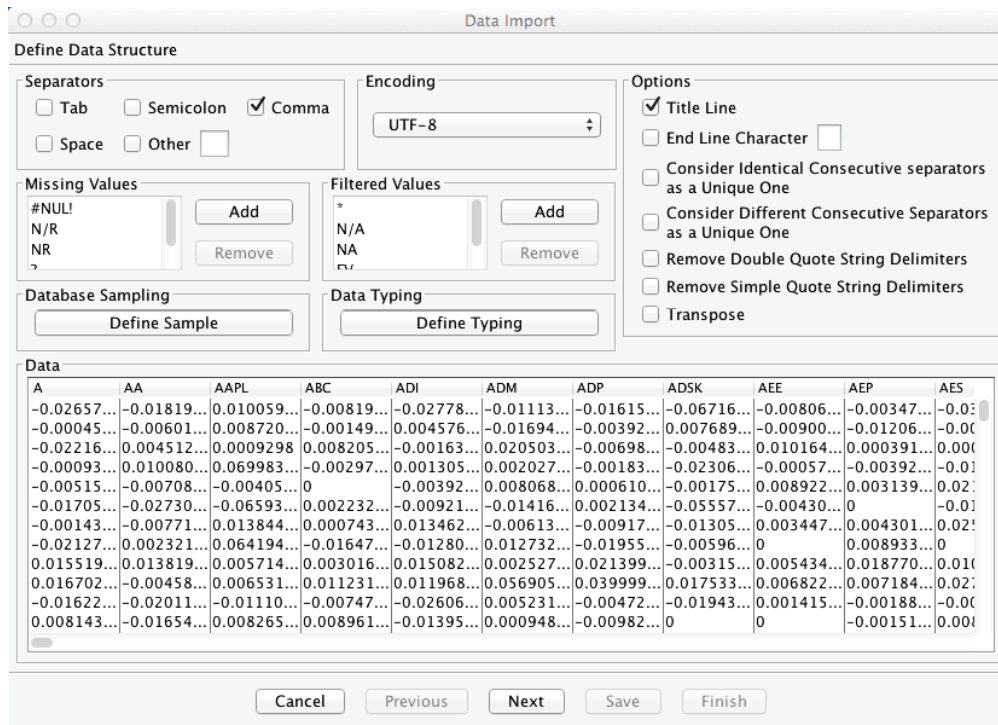 Data Import
Define Data Structure
Separators
Tab
Semicolon
Comma
Space
Other
Encoding
UTF-8
Options
Title Line
End Line Character
Consider Identical Consecutive separators
as a Unique One
Consider Different Consecutive Separators
as a Unique One
Remove Double Quote String Delimiters
Remove Simple Quote String Delimiters
Transpose
Missing Values
#NUL!
N/R
NR
Add
Remove
Filtered Values
*
N/A
NA
Add
Remove
Database Sampling
Define Sample
Data Typing
Define Typing
Data
A AA AAPL ABC ADI ADM ADP ADSK AEE AEP AES
-0.02657... -0.01819... 0.010059... -0.00819... -0.02778... -0.01113... -0.01615... -0.06716... -0.00806... -0.00347...
-0.00045... -0.00601... 0.008720... -0.00149... 0.004576... -0.01694... -0.00392... 0.007689... -0.00900... -0.01206...
-0.02216... 0.004512... 0.0009298 0.008205... -0.00163... 0.020503... -0.00698... -0.00483... 0.010164... 0.000391...
-0.00093... 0.010080... 0.069983... -0.00297... 0.001305... 0.002027... -0.00183... -0.02306... -0.00057... -0.00392...
-0.00515... -0.00708... -0.00405... 0 -0.00392... 0.008068... 0.000610... -0.00175... 0.008922... 0.003139...
-0.01705... -0.02730... -0.06593... 0.002232... -0.00921... -0.01416... 0.002134... -0.05557... -0.00430... 0
-0.00143... -0.00771... 0.013844... 0.000743... 0.013462... -0.00613... -0.00917... -0.01305... 0.003447... 0.004301...
-0.02127... 0.002321... 0.064194... -0.01647... -0.01280... 0.012732... -0.01955... -0.00596... 0 0.008933... 0
0.015519... 0.013819... 0.005714... 0.003016... 0.015082... 0.002527... 0.021399... -0.00315... 0.005434... 0.018770...
0.016702... -0.00458... 0.006531... 0.011231... 0.011968... 0.056905... 0.039999... 0.017533... 0.006822... 0.007184...
-0.01622... -0.02011... -0.01110... -0.00747... -0.02606... 0.005231... -0.00472... -0.01943... 0.001415... -0.00188...
0.008143... -0.01654... 0.008265... 0.008961... -0.01395... 0.000948... -0.00982... 0 0 -0.00151...
Cancel
Previous
Next
Save
Finish